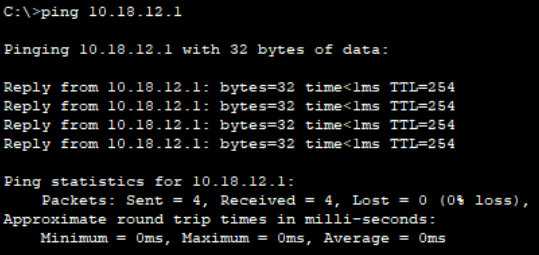 C:\>ping 10.18.12.1
Pinging 10.18.12.1 with 32 bytes of data:
Reply from 10.18.12.1: bytes=32 time<1ms TTL=254
Reply from 10.18.12.1: bytes=32 time<1ms TTL=254
Reply from 10.18.12.1: bytes=32 time<1ms TTL=254
Reply from 10.18.12.1: bytes=32 time<1ms TTL=254
Ping statistics for 10.18.12.1:
    Packets: Sent = 4, Received = 4, Lost = 0 (0% loss),
Approximate round trip times in milli-seconds:
    Minimum = 0ms, Maximum = 0ms, Average = 0ms